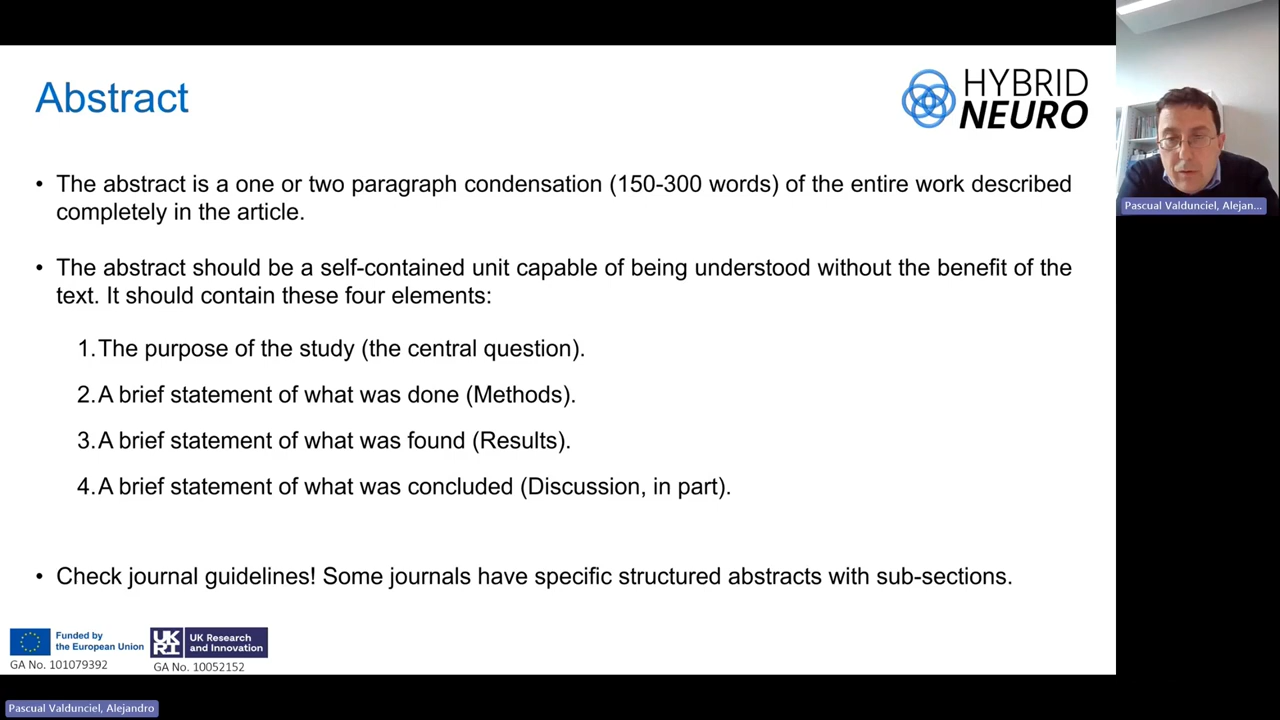 Abstract
HYBRID
NEURO
• The abstract is a one or two paragraph condensation (150-300 words) of the entire work described
completely in the article.
• The abstract should be a self-contained unit capable of being understood without the benefit of the
text. It should contain these four elements:
1. The purpose of the study (the central question).
2. A brief statement of what was done (Methods).
3. A brief statement of what was found (Results).
4. A brief statement of what was concluded (Discussion, in part).
• Check journal guidelines! Some journals have specific structured abstracts with sub-sections.
Funded by
the European Union
GA No. 101079392
UK
RI
UK Research
and Innovation
GA No. 10052152
Pascual Valdunciel, Alejan...
Pascual Valdunciel, Alejandro